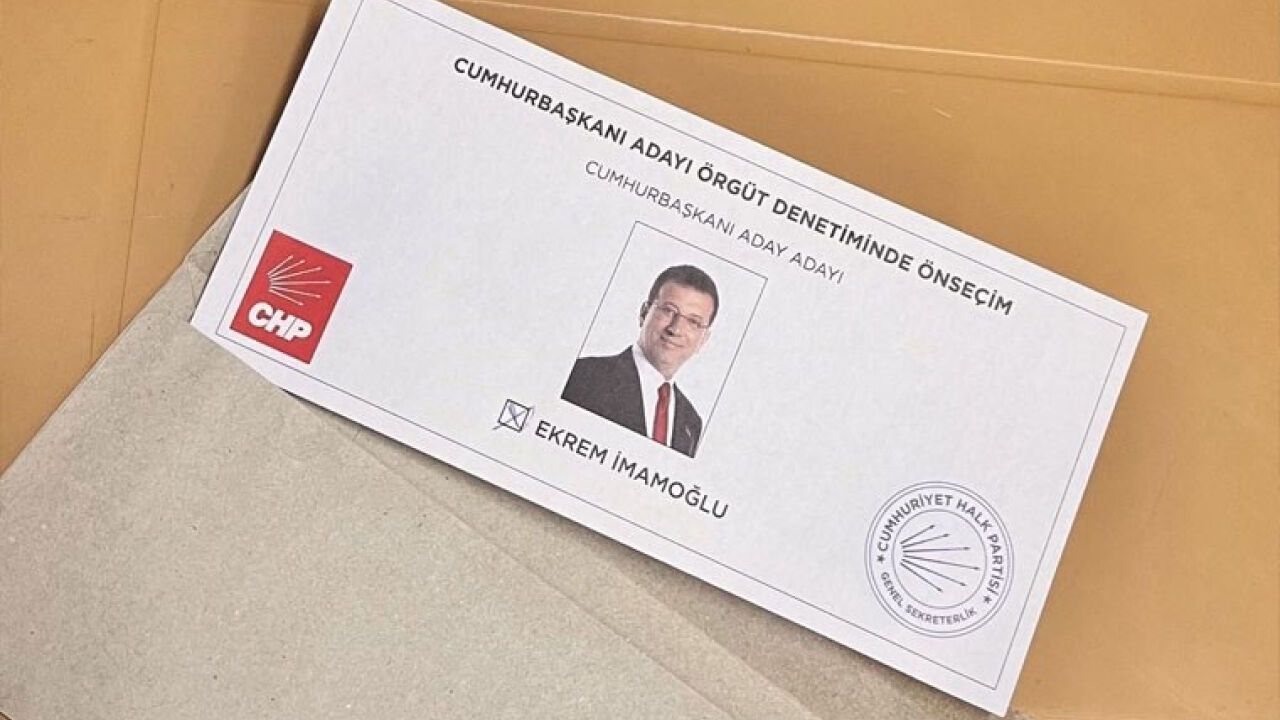 CUMHURBAŞKANI ADAYI ÖRGÜT DENETİMİNDE ÖNSEÇİM
CUMHURBAŞKANI ADAY ADAYI
CHP
EKREM İMAMOĞLU
CUMHURİYET HALK PARTİSİ
GENEL SEKRETERLİK